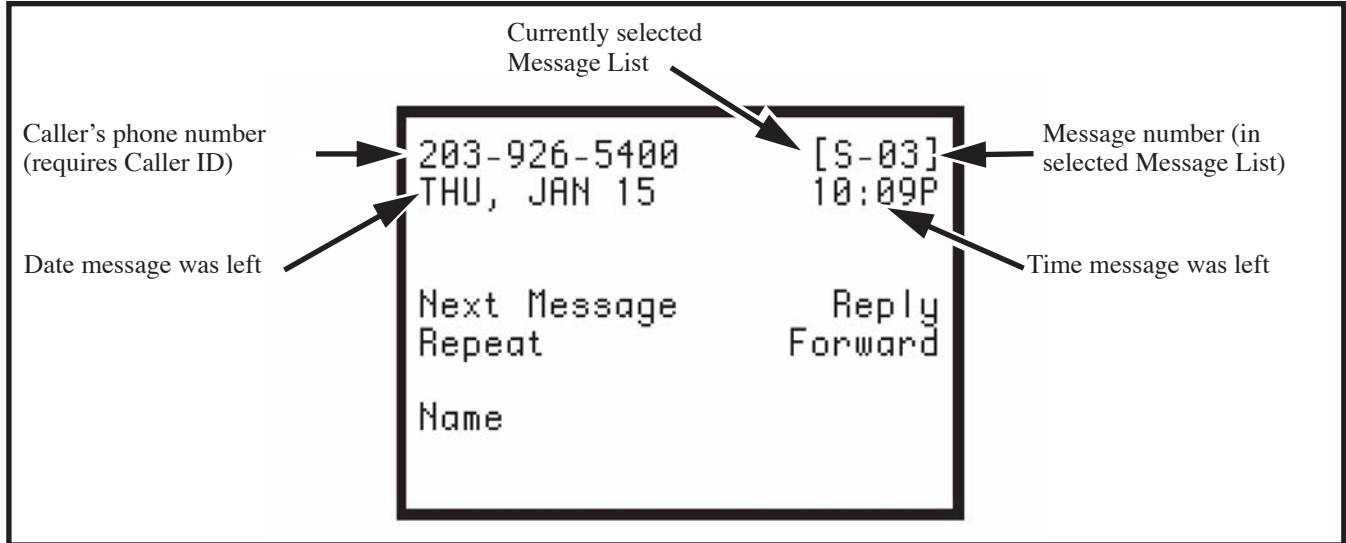 Currently selected
Message List
Caller's phone number
(requires Caller ID)
Message number (in
selected Message List)
203-926-5400 [S-03]
THU, JAN 15 10:09P
Date message was left
Time message was left
Next Message Reply
Repeat Forward
Name